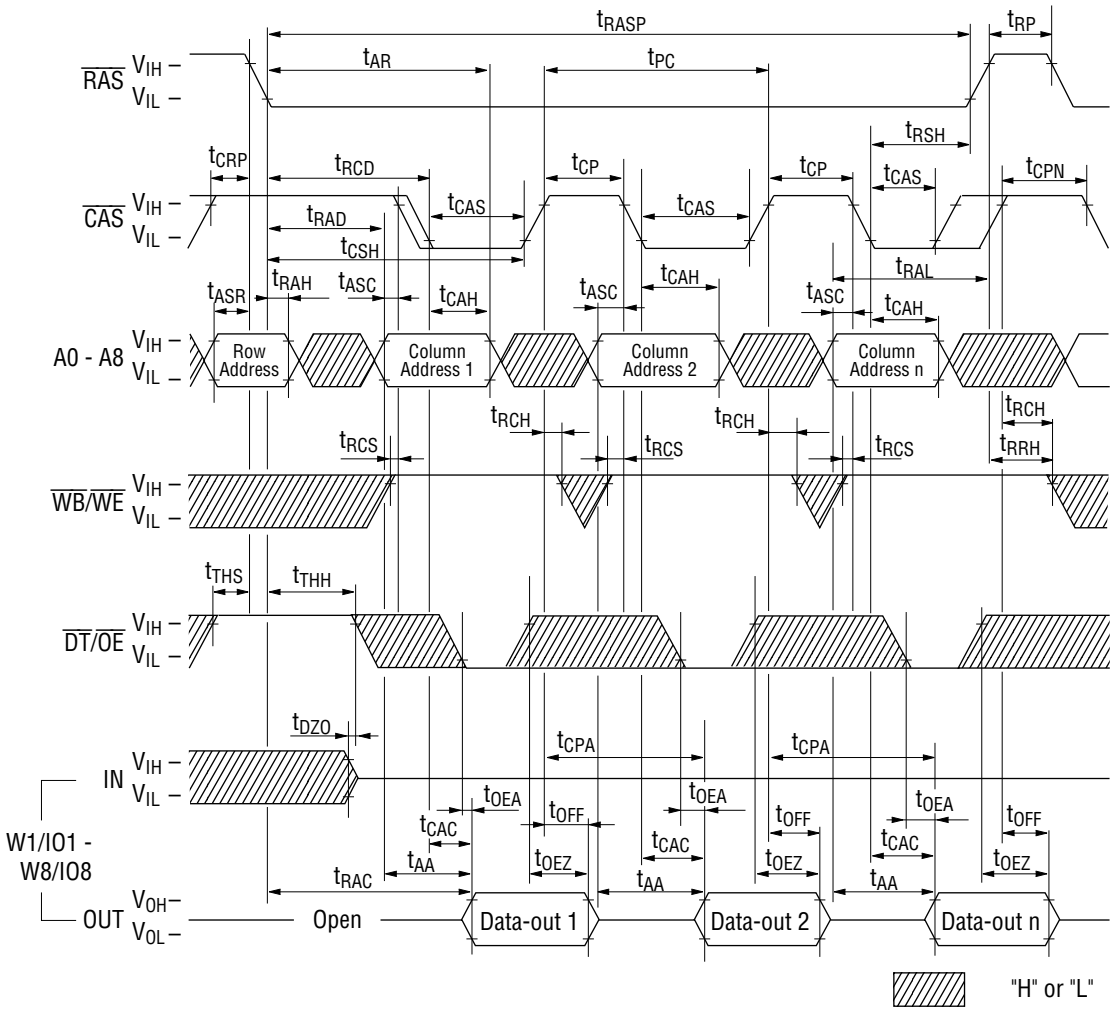 tRASP tRP
tAR tPC
RAS VIH –
VIL –
tRSH
tCRP tRCD tCP tCP tCAS tCPN
CAS VIH –
VIL –
tCAS tCAS
tRAD
tCSH tRAL
tASR tRAH tASC tCAH tASC tCAH tASC tCAH
A0 - A8 VIH –
VIL –
Row Address
Column Address 1
Column Address 2
Column Address n
tRCH tRCH tRCH
tRCS tRCS tRCS tRRH
WB/WE VIH –
VIL –
tTHS tTHH
DT/OE VIH –
VIL –
tDZO tCPA tCPA
IN VIH –
VIL –
W1/IO1 -
W8/IO8
tOEA tOFF tOEA tOFF tOEA tOFF
tCAC tCAC tCAC
tAA tOEZ tAA tOEZ tAA tOEZ
tRAC
OUT VOH –
VOL –
Open Data-out 1 Data-out 2 Data-out n
"H" or "L"